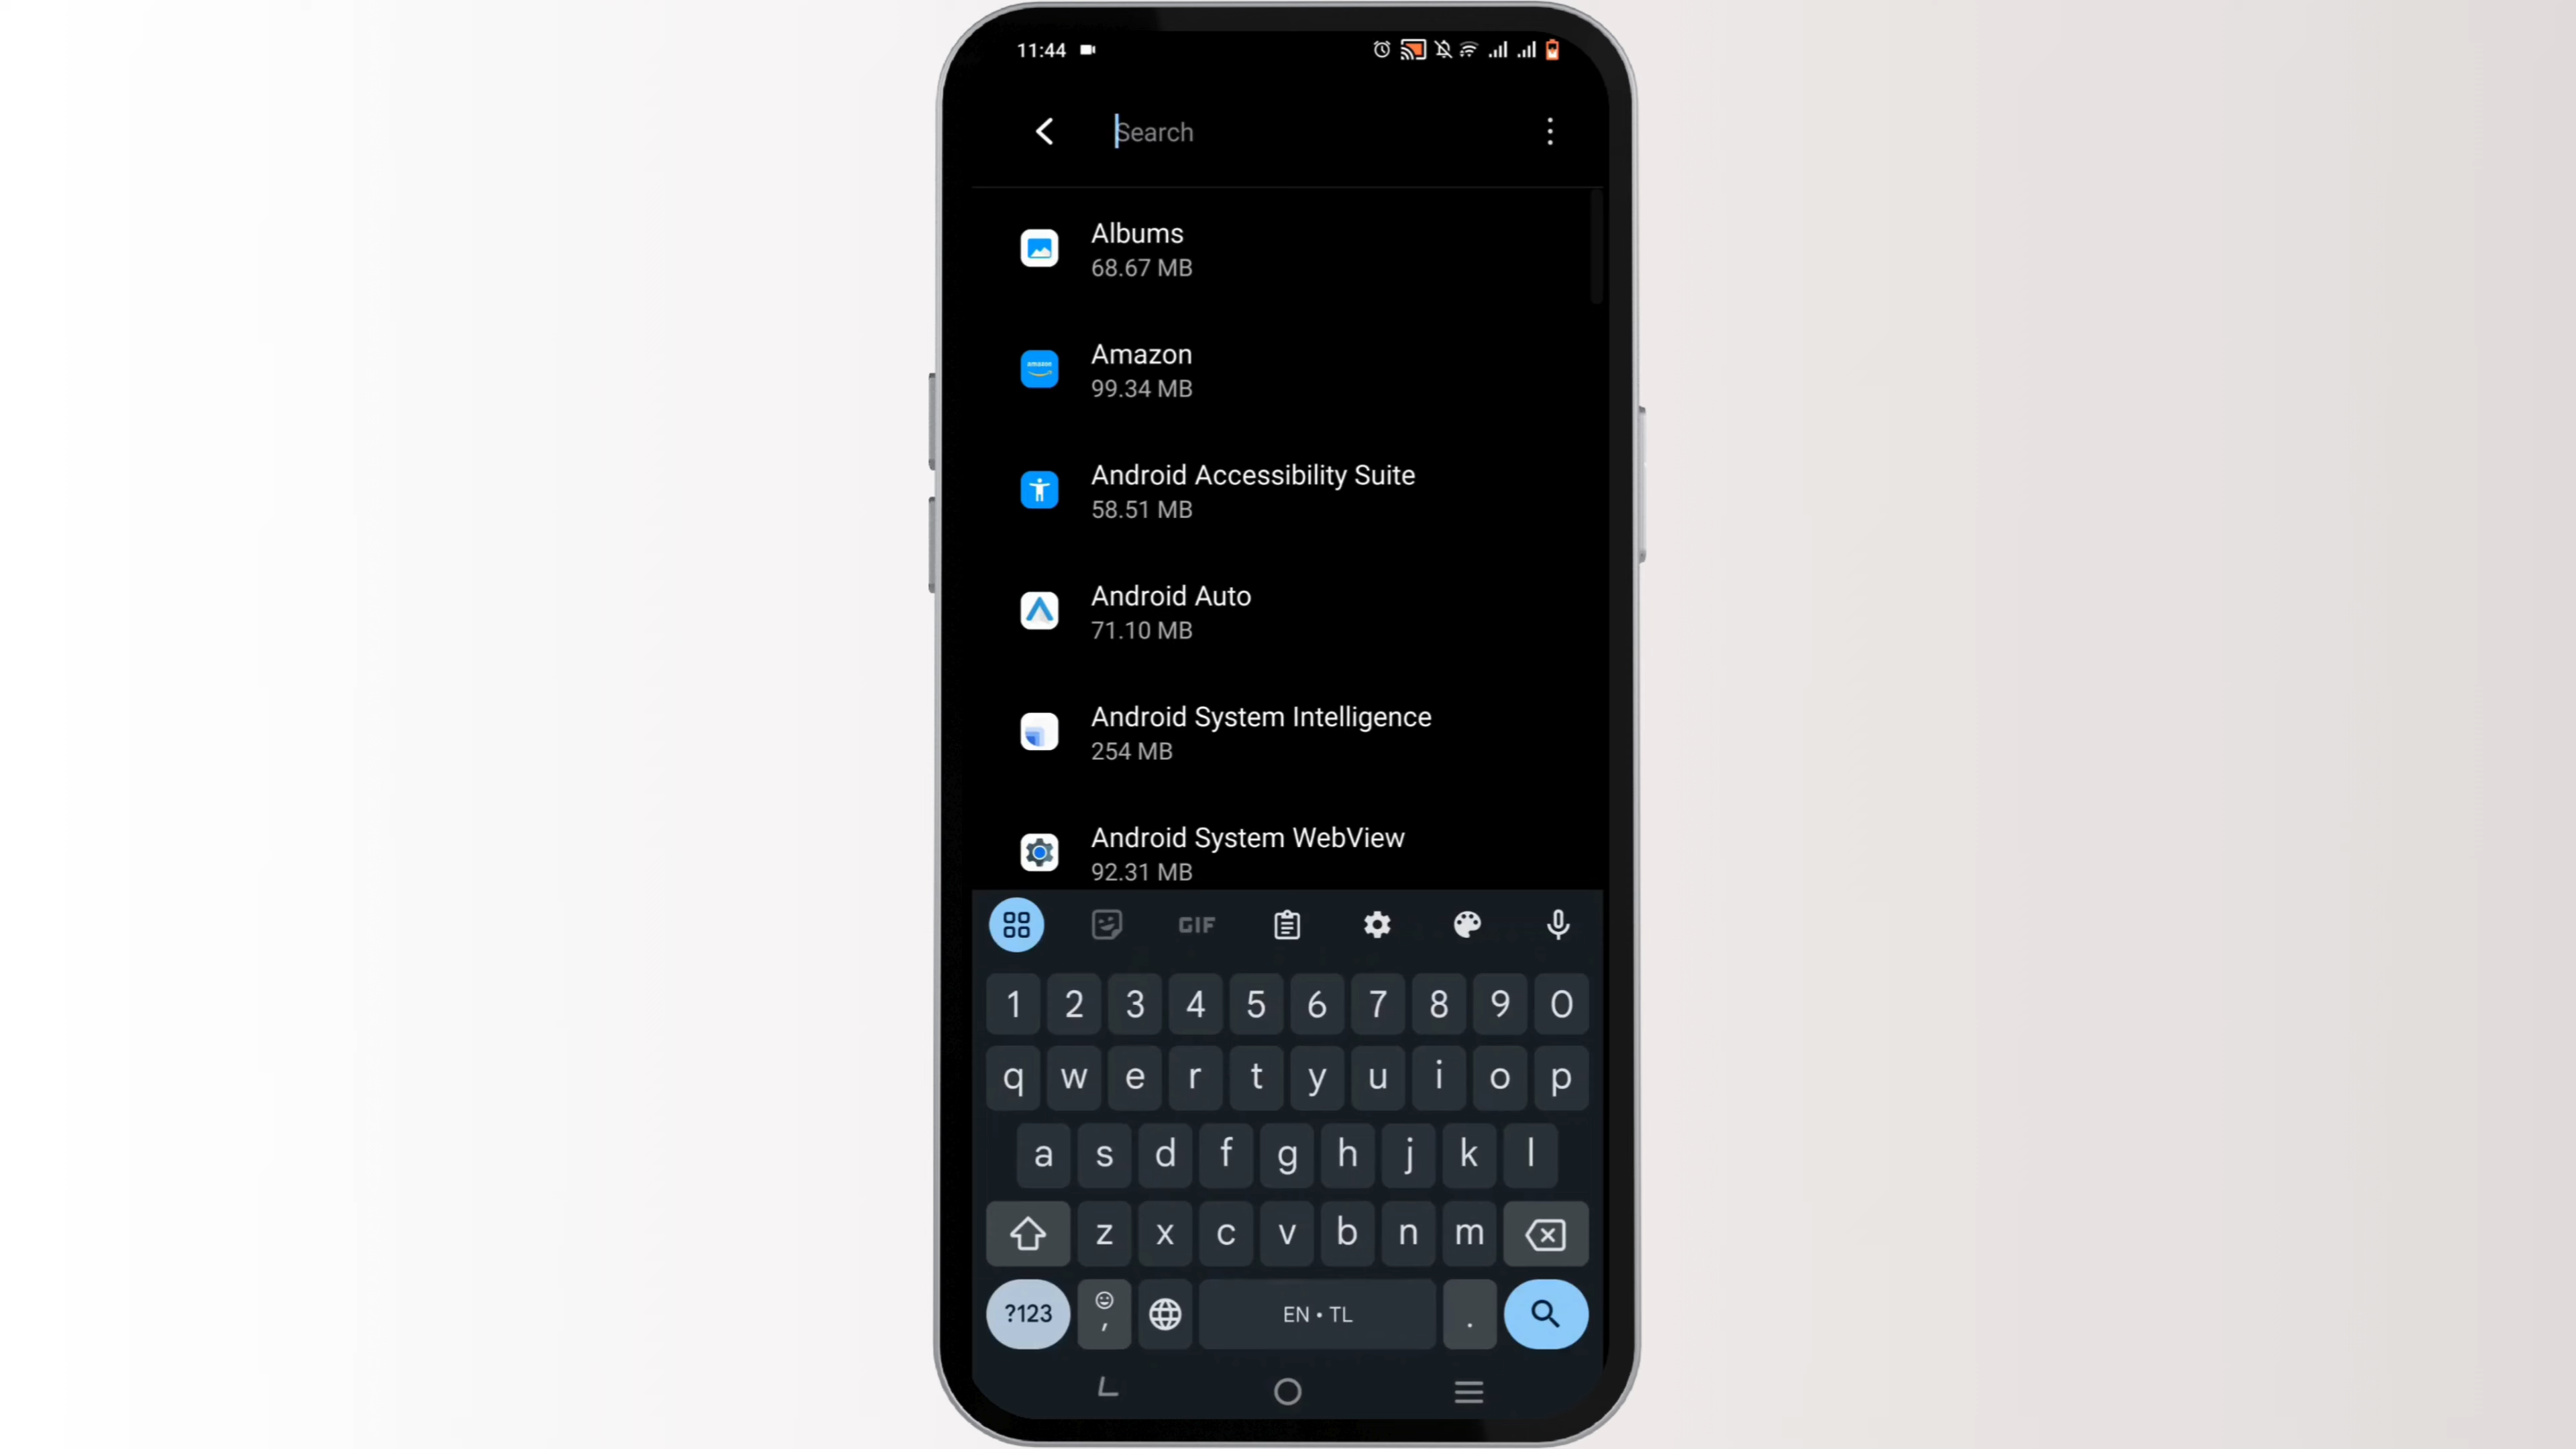 11:44
Search
Albums
68.67 MB
amazon
Amazon
99.34 MB
Android Accessibility Suite
58.51 MB
Android Auto
71.10 MB
Android System Intelligence
254 MB
Android System WebView
92.31 MB
GIF
1 2 3 4 5 6 7 8 9 0
q w e r t y u i o p
a s d f g h j k l
z x c v b n m
?123 , EN • TL .